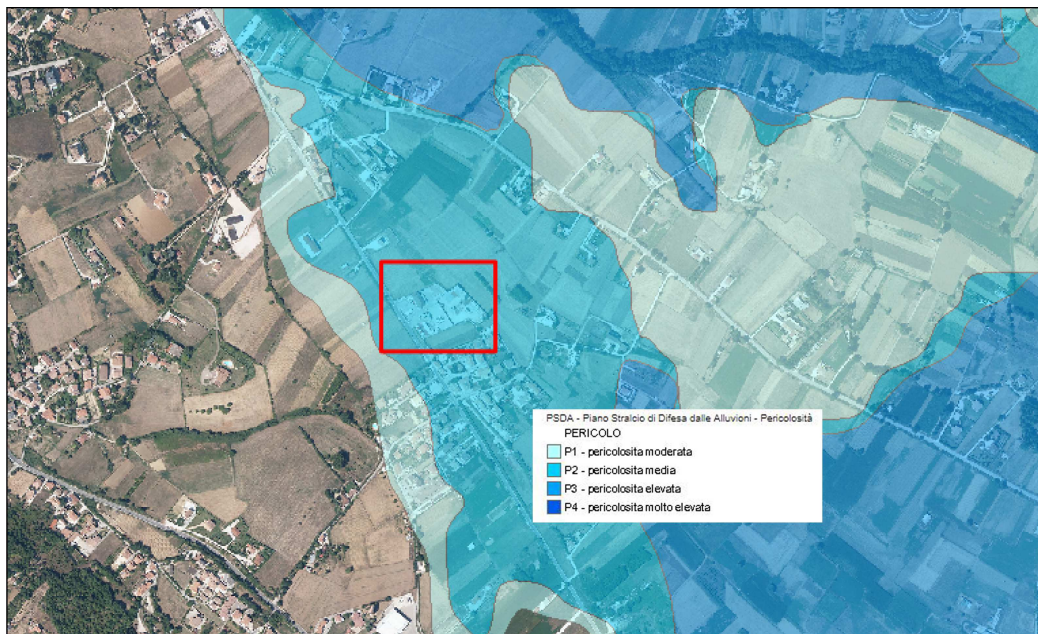 PSDA - Piano Stralcio di Difesa dalle Alluvioni - Pericolosità
PERICOLO
P1 - pericolosita moderata
P2 - pericolosita media
P3 - pericolosita elevata
P4 - pericolosita molto elevata